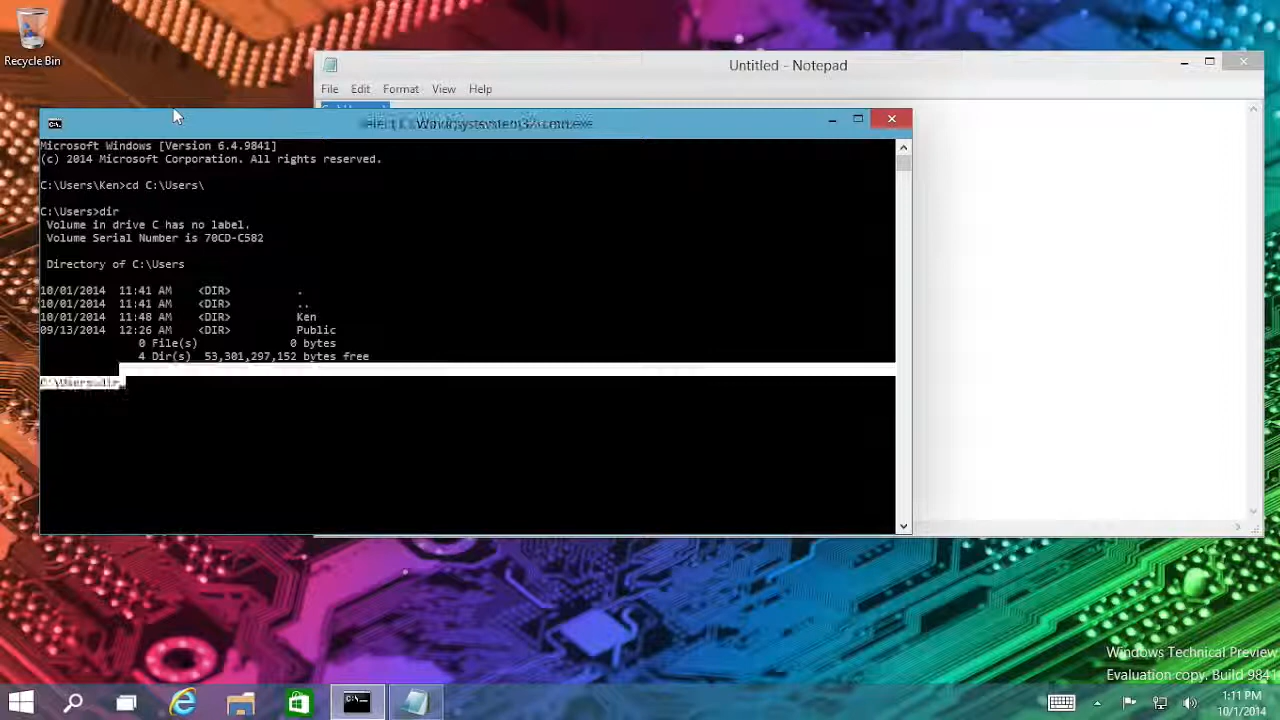 Recycle Bin
Untitled - Notepad
File Edit Format View Help
Microsoft Windows [Version 6.4.9841]
(c) 2014 Microsoft Corporation. All rights reserved.
C:\Users\Ken>cd C:\Users\
C:\Users>dir
Volume in drive C has no label.
Volume Serial Number is 70CD-C582
Directory of C:\Users
10/01/2014 11:41 AM <DIR> .
10/01/2014 11:41 AM <DIR> ..
10/01/2014 11:48 AM <DIR> Ken
09/13/2014 12:26 AM <DIR> Public
0 File(s) 0 bytes
4 Dir(s) 53,301,297,152 bytes free
C:\Users>dir
Windows Technical Preview
Evaluation copy. Build 9841
C:\
1:11 PM
10/1/2014